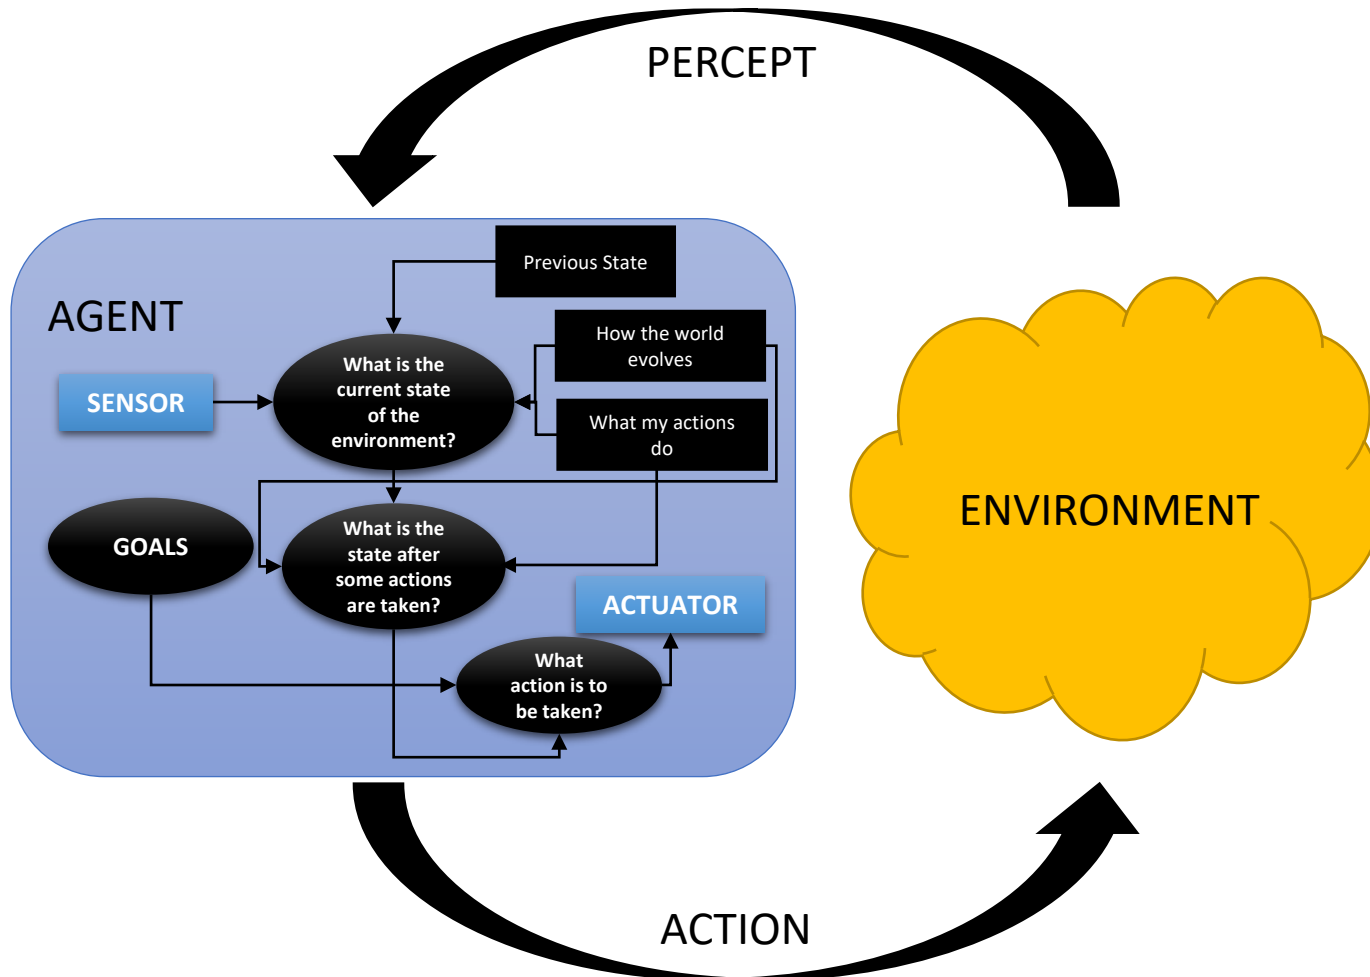 PERCEPT
AGENT
Previous State
How the world
evolves
What is the
current state
of the
environment?
SENSOR
What my actions
do
What is the
state after
some actions
are taken?
GOALS
ACTUATOR
What
action is to
be taken?
ENVIRONMENT
ACTION